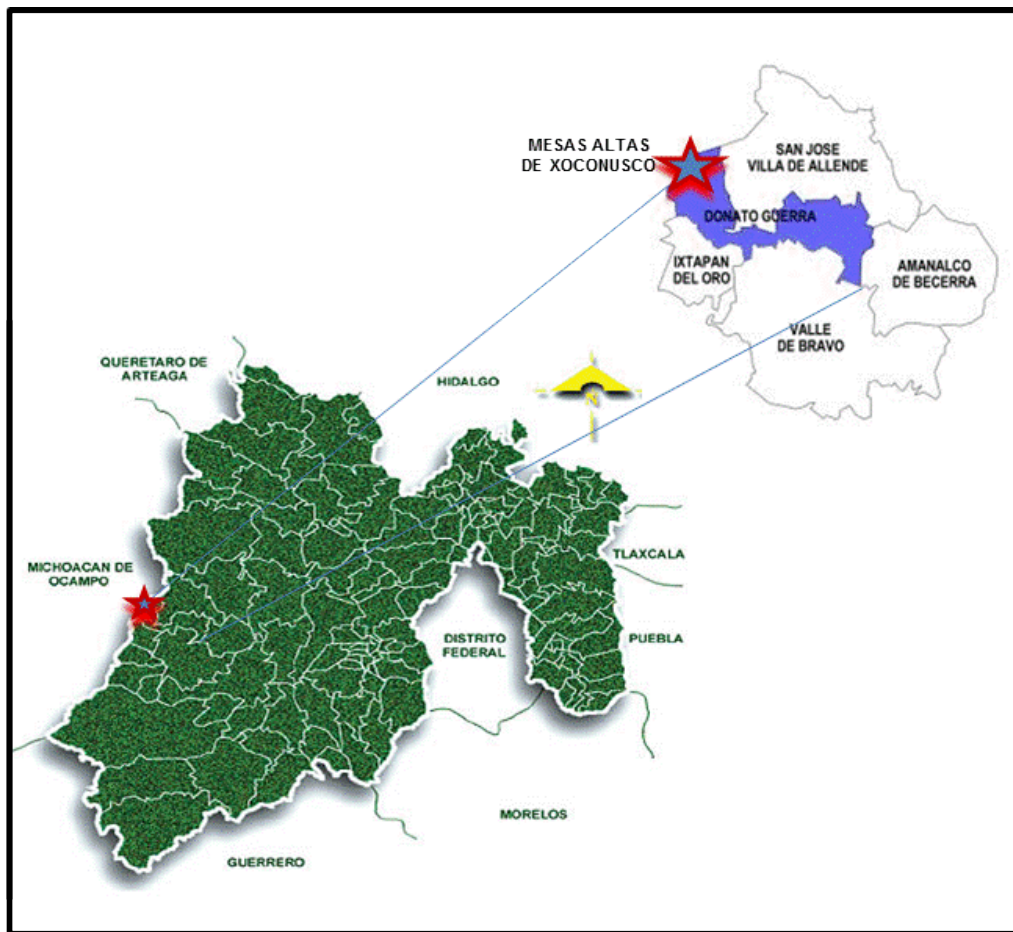 MESAS ALTAS
DE XOCONUSCO
SAN JOSE
VILLA DE ALLENDE
DONATO GUERRA
IXTAPAN
DEL ORO
AMANALCO
DE BECERRA
VALLE
DE BRAVO
QUERETARO DE
ARTEAGA
HIDALGO
MICHOACAN DE
OCAMPO
TLAXCALA
DISTRITO
FEDERAL
PUEBLA
MORELOS
GUERRERO